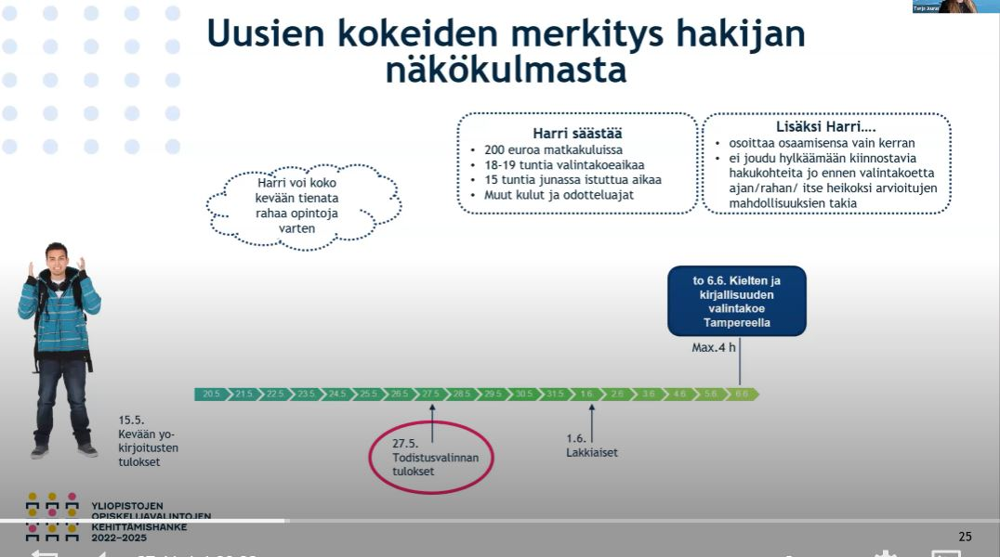 Uusien kokeiden merkitys hakijan
näkökulmasta
Harri voi koko
kevään tienata
rahaa opintoja
varten
Harri säästää
• 200 euroa matkakuluissa
• 18-19 tuntia valintakoeaikaa
• 15 tuntia junassa istuttua aikaa
• Muut kulut ja odotteluajat
Lisäksi Harri….
• osoittaa osaamisensa vain kerran
• ei joudu hylkäämään kiinnostavia
hakukohteita jo ennen valintakoetta
ajan/rahan/ itse heikoksi arvioitujen
mahdollisuuksien takia
to 6.6. Kielten ja
kirjallisuuden
valintakoe
Tampereella
Max.4 h
20.5 21.5 22.5 23.5 24.5 25.5 26.5 27.5 28.5 29.5 30.5 31.5 1.6 2.6 3.6 4.6 5.6. 6.6
15.5.
Kevään yo-
kirjoitusten
tulokset
27.5.
Todistusvalinnan
tulokset
1.6.
Lakkiaiset
YLIOPISTOJEN
OPISKELIJAVALINTOJEN
KEHITTÄMISHANKE
2022–2025
25